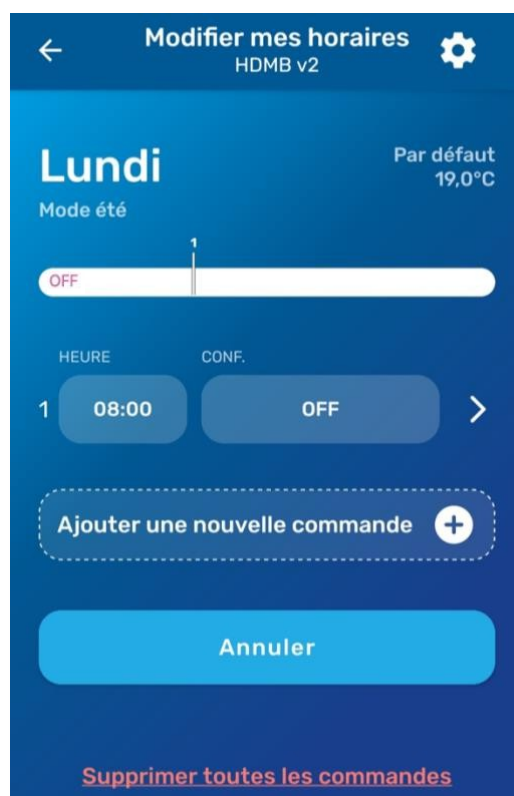 Modifier mes horaires
HDMB v2
Lundi
Par défaut
19,0°C
Mode été
1
OFF
HEURE CONF.
1 08:00 OFF
Ajouter une nouvelle commande
Annuler
Supprimer toutes les commandes